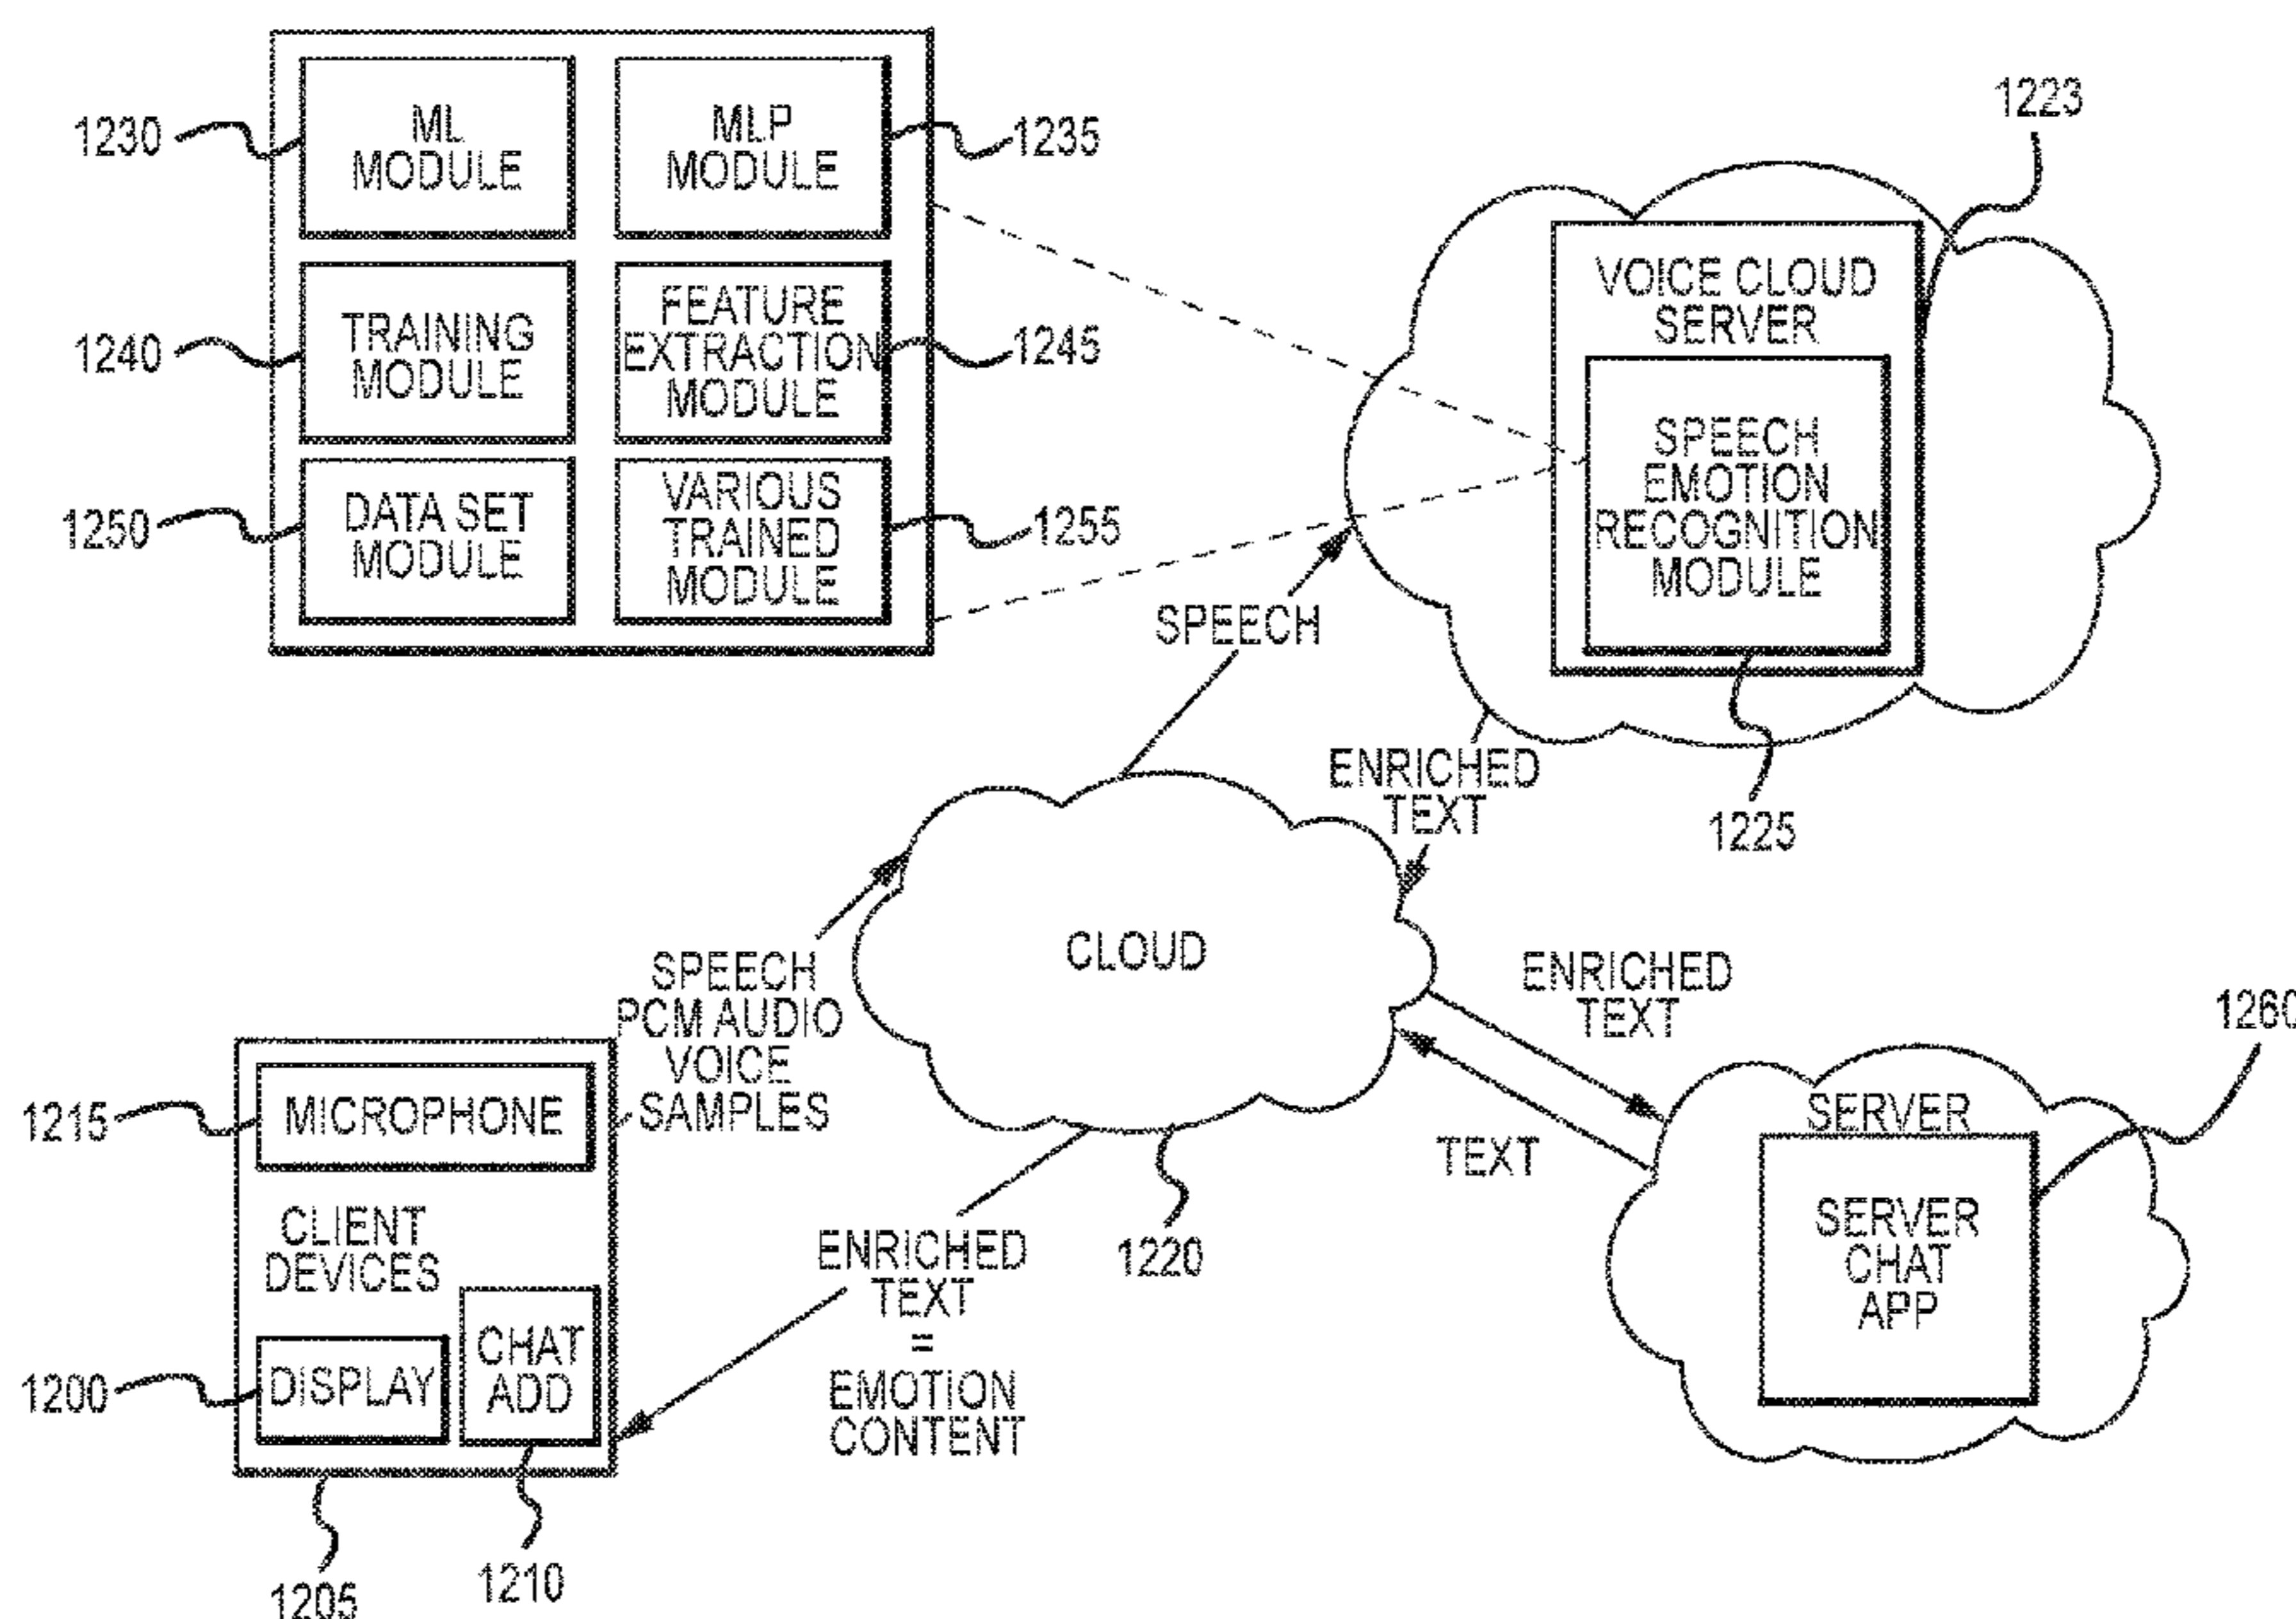 1230
ML
MODULE
MLP
MODULE
1235
1240
TRAINING
MODULE
FEATURE
EXTRACTION
MODULE
1245
1250
DATA SET
MODULE
VARIOUS
TRAINED
MODULE
1255
1223
VOICE CLOUD
SERVER
SPEECH
EMOTION
RECOGNITION
MODULE
1225
SPEECH
ENRICHED
TEXT
CLOUD
1220
SPEECH
PCM AUDIO
VOICE
SAMPLES
ENRICHED
TEXT
TEXT
1260
SERVER
SERVER
CHAT
APP
1215
MICROPHONE
CLIENT
DEVICES
1200
DISPLAY
CHAT
ADD
1205
1210
ENRICHED
TEXT
=
EMOTION
CONTENT